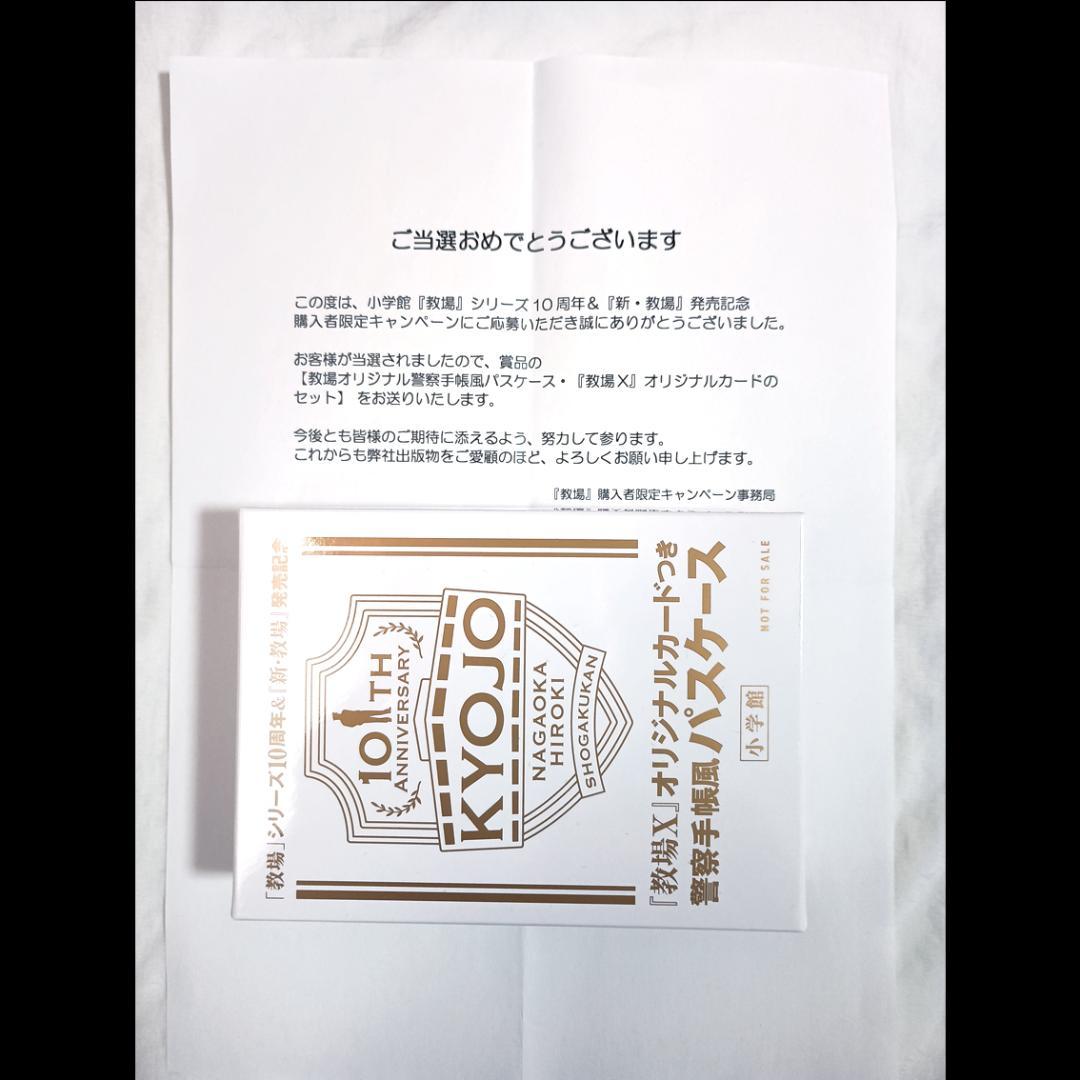 ご当選おめでとうございます
この度は、小学館『教場』シリーズ10周年&『新・教場』発売記念
購入者限定キャンペーンにご応募いただき誠にありがとうございました。
お客様が当選されましたので、賞品の
【教場オリジナル警察手帳風パスケース・『教場X』オリジナルカードの
セット】 をお送りいたします。
今後とも皆様のご期待に添えるよう、努力して参ります。
これからも弊社出版物をご愛顧のほど、よろしくお願い申し上げます。
『教場』購入者限定キャンペーン事務局
「教場」シリーズ10周年&『新・教場』発売記念
10TH
ANNIVERSARY
KYOJO
NAGAOKA
HIROKI
SHOGAKUKAN
『教場X』オリジナルカードつき
警察手帳風パスケース
小学館
NOT FOR SALE